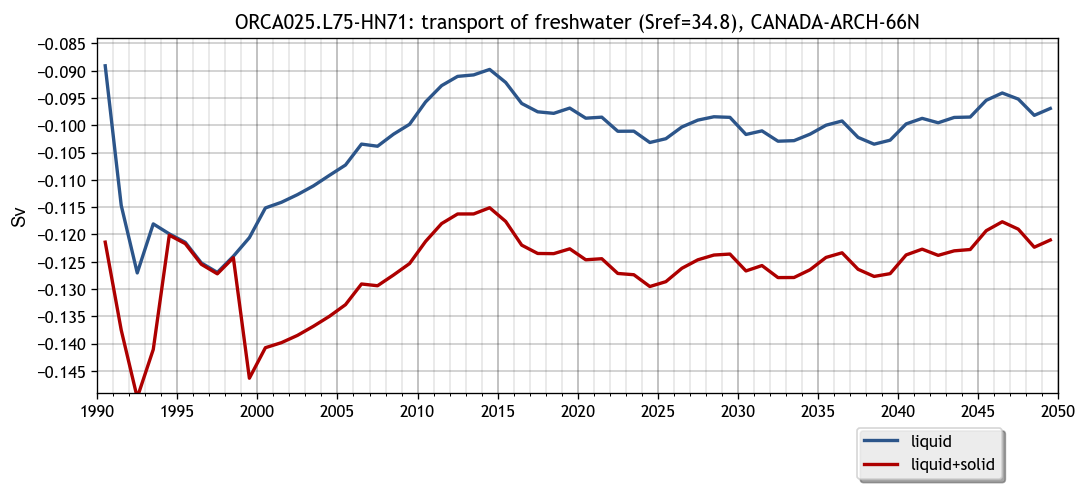 ORCA025.L75-HN71: transport of freshwater (Sref=34.8), CANADA-ARCH-66N
−0.085
−0.090
−0.095
−0.100
−0.105
−0.110
−0.115
−0.120
−0.125
−0.130
−0.135
−0.140
−0.145
Sv
1990 1995 2000 2005 2010 2015 2020 2025 2030 2035 2040 2045 2050
liquid
liquid+solid